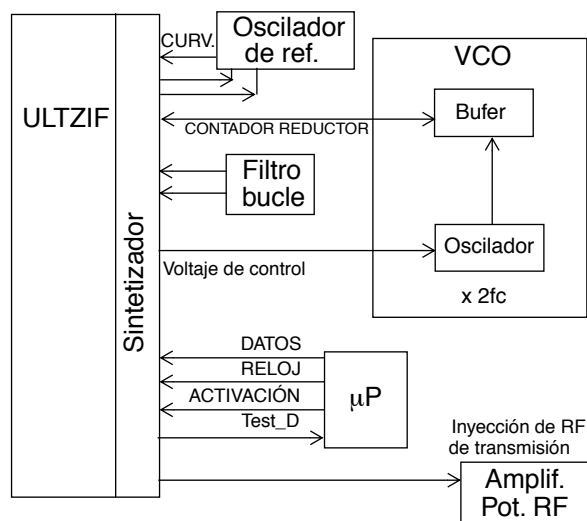 CURV.
Oscilador
de ref.
VCO
ULTZIF
Bufer
CONTADOR REDUCTOR
Filtro
bucle
Sintetizador
Oscilador
Voltaje de control
x 2fc
DATOS
RELOJ
ACTIVACIÓN
Test_D
µP
Inyección de RF
de transmisión
Amplif.
Pot. RF